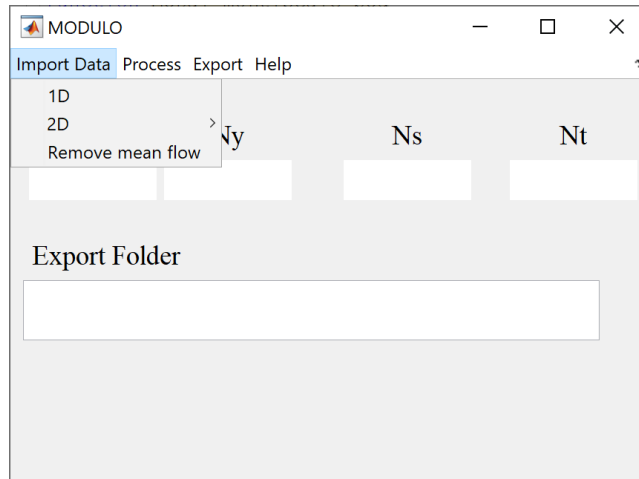 MODULO
Import Data Process Export Help
1D
2D
Remove mean flow
Ny Ns Nt
Export Folder